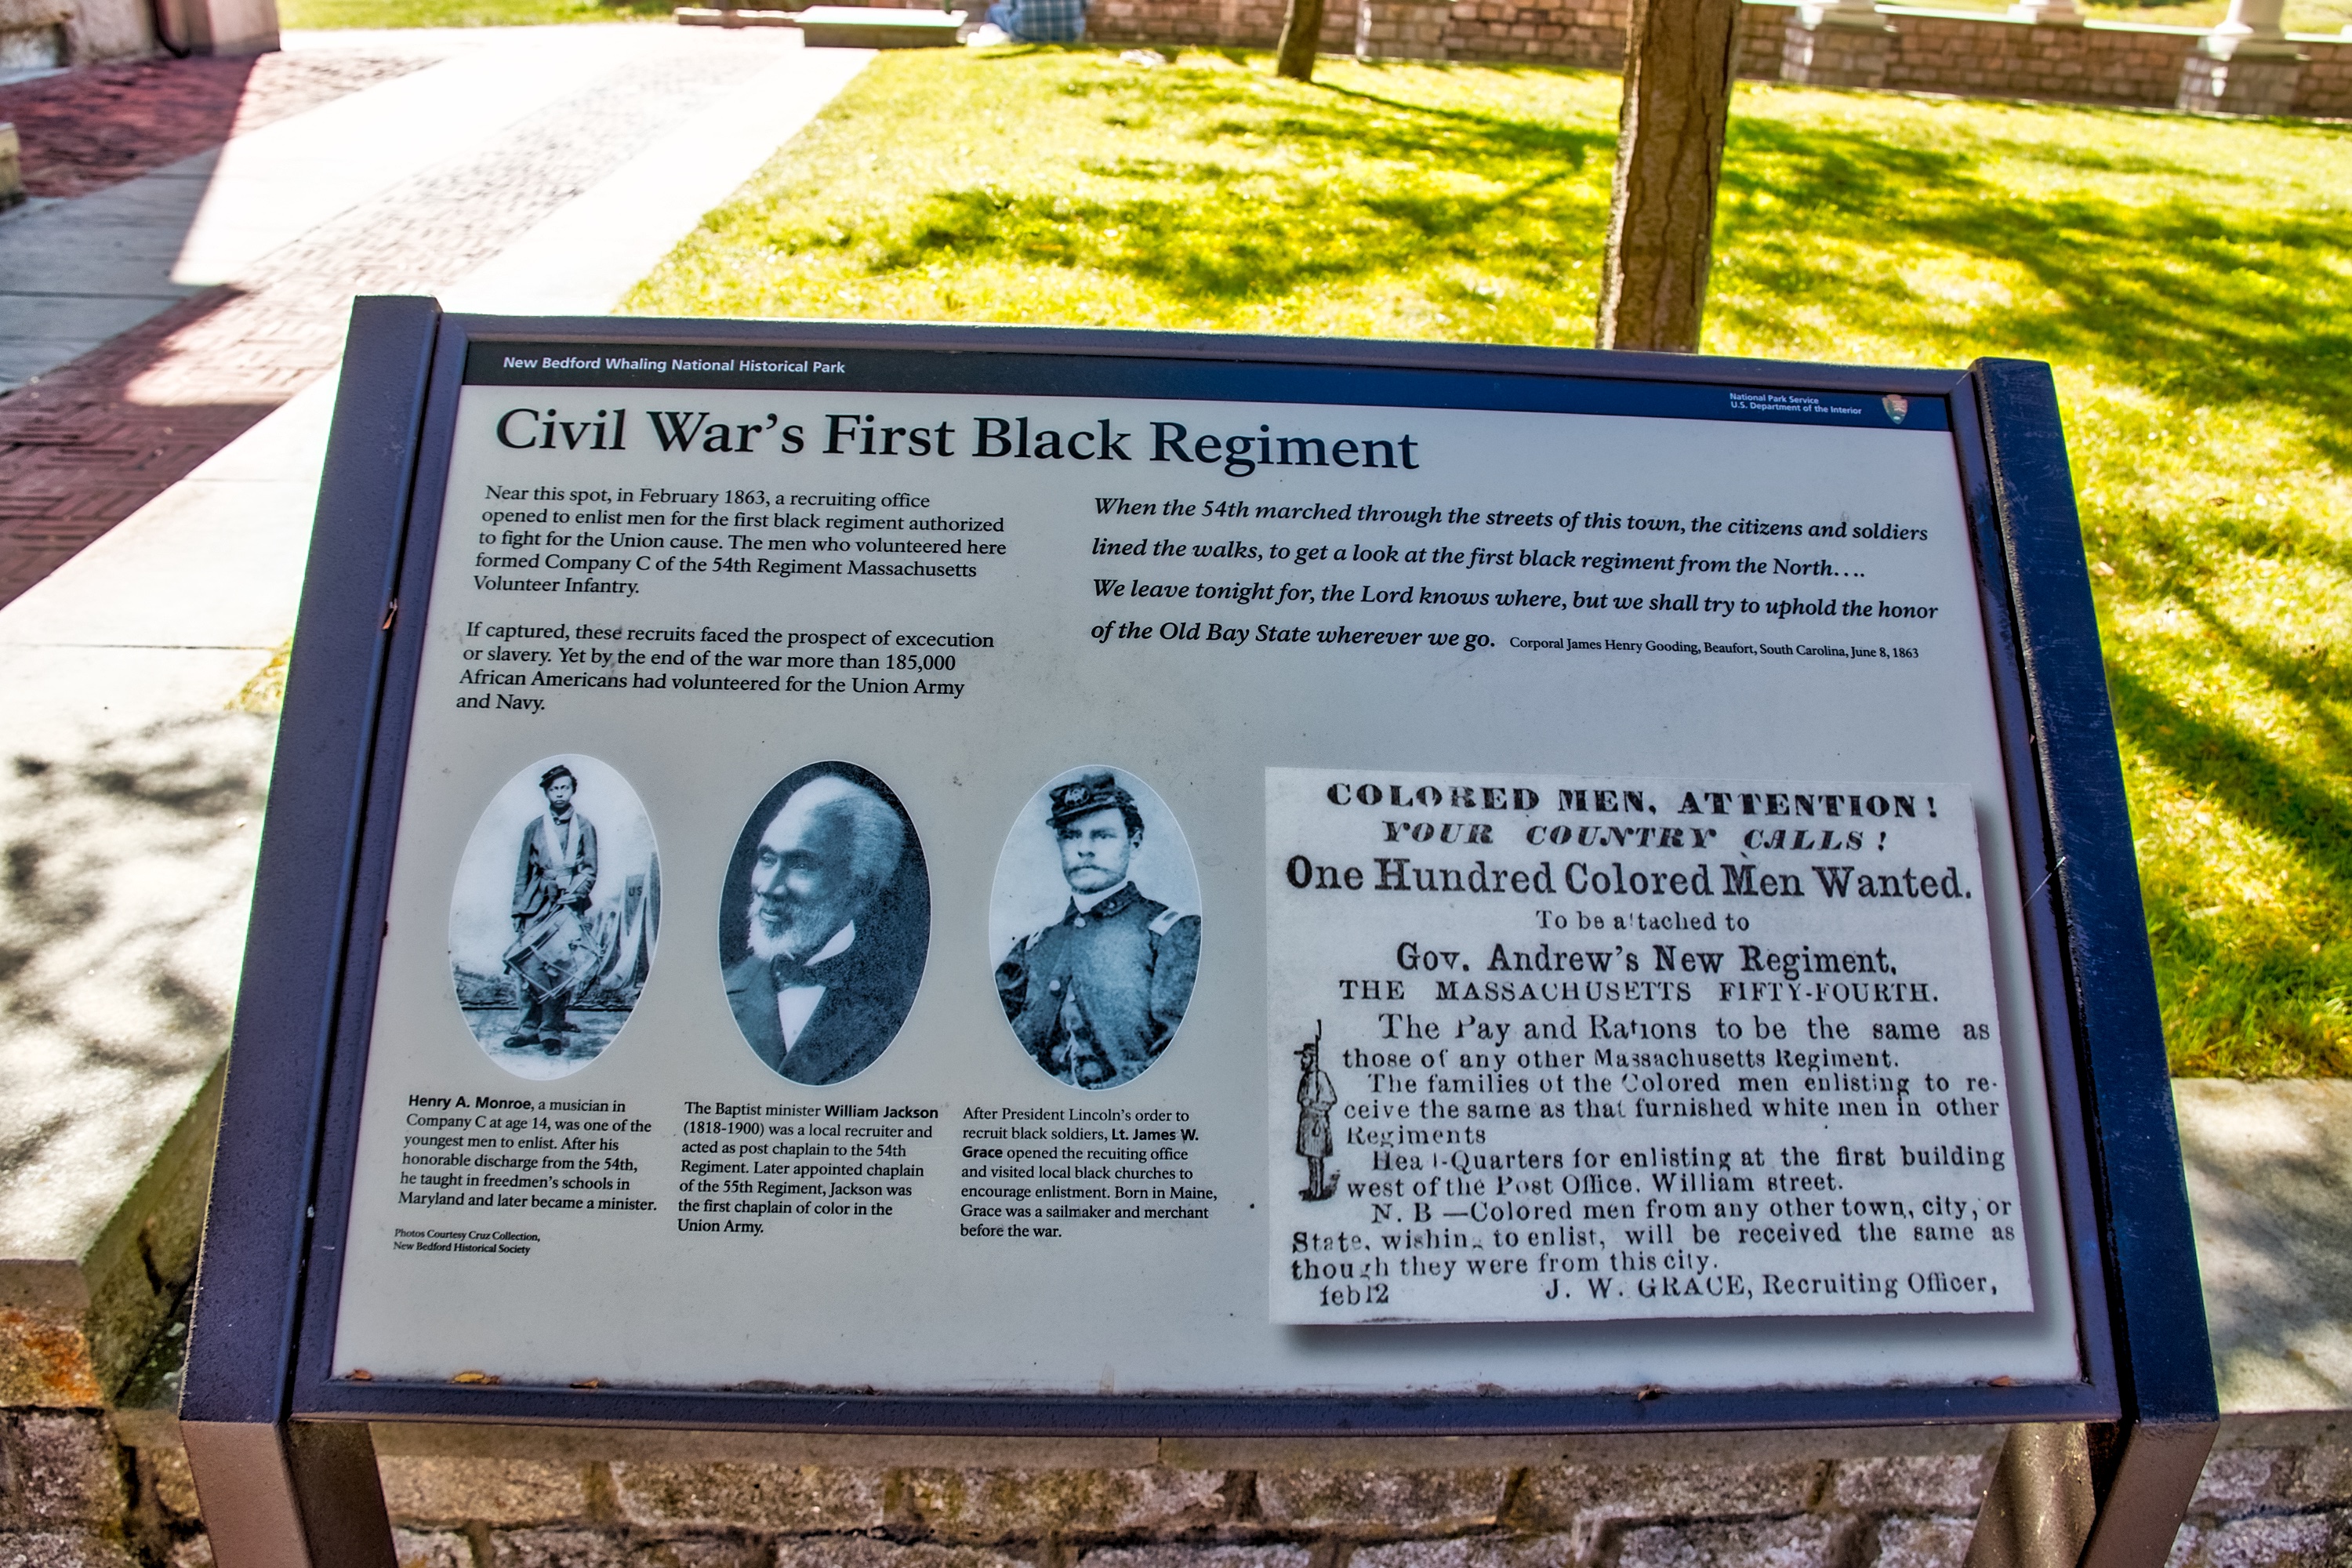 New Bedford Whaling National Historical Park
National Park Service
U.S. Department of the Interior
Civil War's First Black Regiment
Near this spot, in February 1863, a recruiting office
opened to enlist men for the first black regiment authorized
to fight for the Union cause. The men who volunteered here
formed Company C of the 54th Regiment Massachusetts
Volunteer Infantry.
If captured, these recruits faced the prospect of excecution
or slavery. Yet by the end of the war more than 185,000
African Americans had volunteered for the Union Army
and Navy.
When the 54th marched through the streets of this town, the citizens and soldiers
lined the walks, to get a look at the first black regiment from the North....
We leave tonight for, the Lord knows where, but we shall try to uphold the honor
of the Old Bay State wherever we go. Corporal James Henry Gooding, Beaufort, South Carolina, June 8, 1863
US
Henry A. Monroe, a musician in
Company C at age 14, was one of the
youngest men to enlist. After his
honorable discharge from the 54th,
he taught in freedmen's schools in
Maryland and later became a minister.
Photos Courtesy Cruz Collection,
New Bedford Historical Society
The Baptist minister William Jackson
(1818-1900) was a local recruiter and
acted as post chaplain to the 54th
Regiment. Later appointed chaplain
of the 55th Regiment, Jackson was
the first chaplain of color in the
Union Army.
After President Lincoln's order to
recruit black soldiers, Lt. James W.
Grace opened the recuiting office
and visited local black churches to
encourage enlistment. Born in Maine,
Grace was a sailmaker and merchant
before the war.
COLORED MEN, ATTENTION!
YOUR COUNTRY CALLS!
One Hundred Colored Men Wanted.
To be attached to
Gov. Andrew's New Regiment,
THE MASSACHUSETTS FIFTY-FOURTH.
The Pay and Rations to be the same as
those of any other Massachusetts Regiment.
The families of the Colored men enlisting to re-
ceive the same as that furnished white men in other
Regiments
Head-Quarters for enlisting at the first building
west of the Post Office, William street.
N. B —Colored men from any other town, city, or
State, wishing to enlist, will be received the same as
though they were from this city.
feb12 J. W. GRACE, Recruiting Officer,